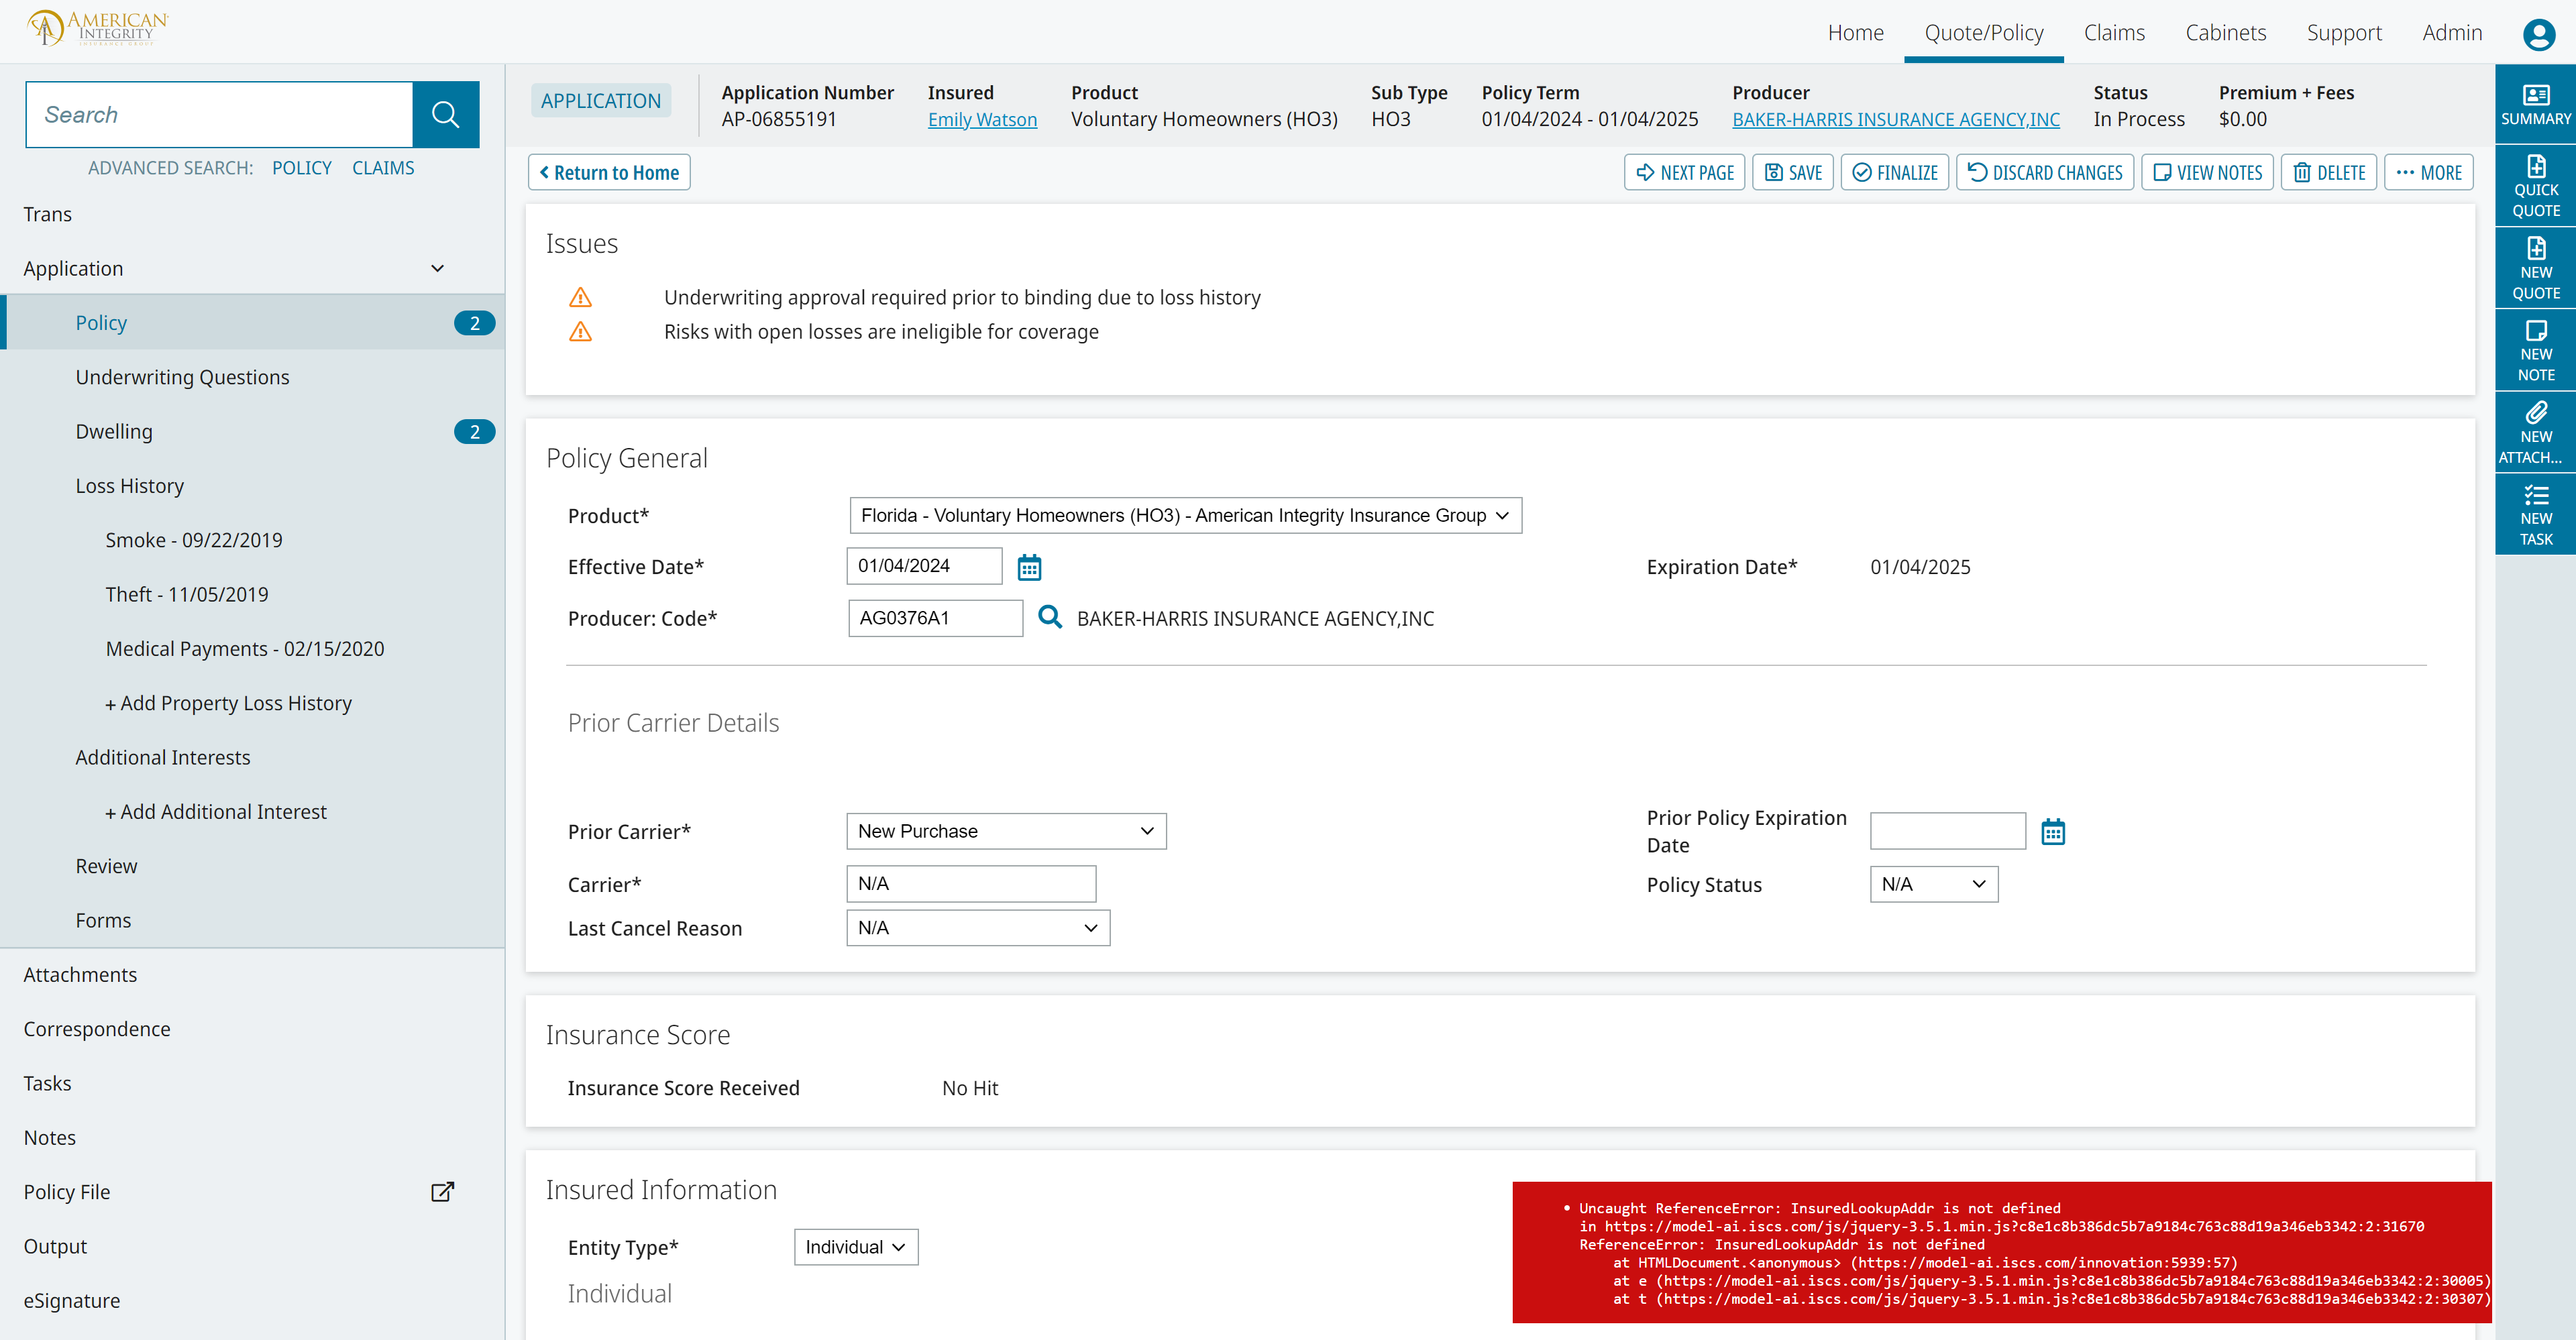 AMERICAN
INTEGRITY
INSURANCE GROUP
Home
Quote/Policy
Claims
Cabinets
Support
Admin
Search
ADVANCED SEARCH: POLICY CLAIMS
Trans
Application
Policy 2
Underwriting Questions
Dwelling 2
Loss History
Smoke - 09/22/2019
Theft - 11/05/2019
Medical Payments - 02/15/2020
+ Add Property Loss History
Additional Interests
+ Add Additional Interest
Review
Forms
Attachments
Correspondence
Tasks
Notes
Policy File
Output
eSignature
APPLICATION
Application Number
AP-06855191
Insured
Emily Watson
Product
Voluntary Homeowners (HO3)
Sub Type
HO3
Policy Term
01/04/2024 - 01/04/2025
Producer
BAKER-HARRIS INSURANCE AGENCY,INC
Status
In Process
Premium + Fees
$0.00
Return to Home
NEXT PAGE
SAVE
FINALIZE
DISCARD CHANGES
VIEW NOTES
DELETE
MORE
Issues
Underwriting approval required prior to binding due to loss history
Risks with open losses are ineligible for coverage
Policy General
Product* Florida - Voluntary Homeowners (HO3) - American Integrity Insurance Group
Effective Date* 01/04/2024
Expiration Date* 01/04/2025
Producer: Code* AG0376A1 BAKER-HARRIS INSURANCE AGENCY,INC
Prior Carrier Details
Prior Carrier* New Purchase
Prior Policy Expiration
Date
Carrier* N/A
Policy Status N/A
Last Cancel Reason N/A
Insurance Score
Insurance Score Received No Hit
Insured Information
Entity Type* Individual
Individual
• Uncaught ReferenceError: InsuredLookupAddr is not defined
in https://model-ai.iscs.com/js/jquery-3.5.1.min.js?c8e1c8b386dc5b7a9184c763c88d19a346eb3342:2:31670
ReferenceError: InsuredLookupAddr is not defined
at HTMLDocument.<anonymous> (https://model-ai.iscs.com/innovation:5939:57)
at e (https://model-ai.iscs.com/js/jquery-3.5.1.min.js?c8e1c8b386dc5b7a9184c763c88d19a346eb3342:2:30005)
at t (https://model-ai.iscs.com/js/jquery-3.5.1.min.js?c8e1c8b386dc5b7a9184c763c88d19a346eb3342:2:30307)
SUMMARY
QUICK
QUOTE
NEW
QUOTE
NEW
NOTE
NEW
ATTACH...
NEW
TASK